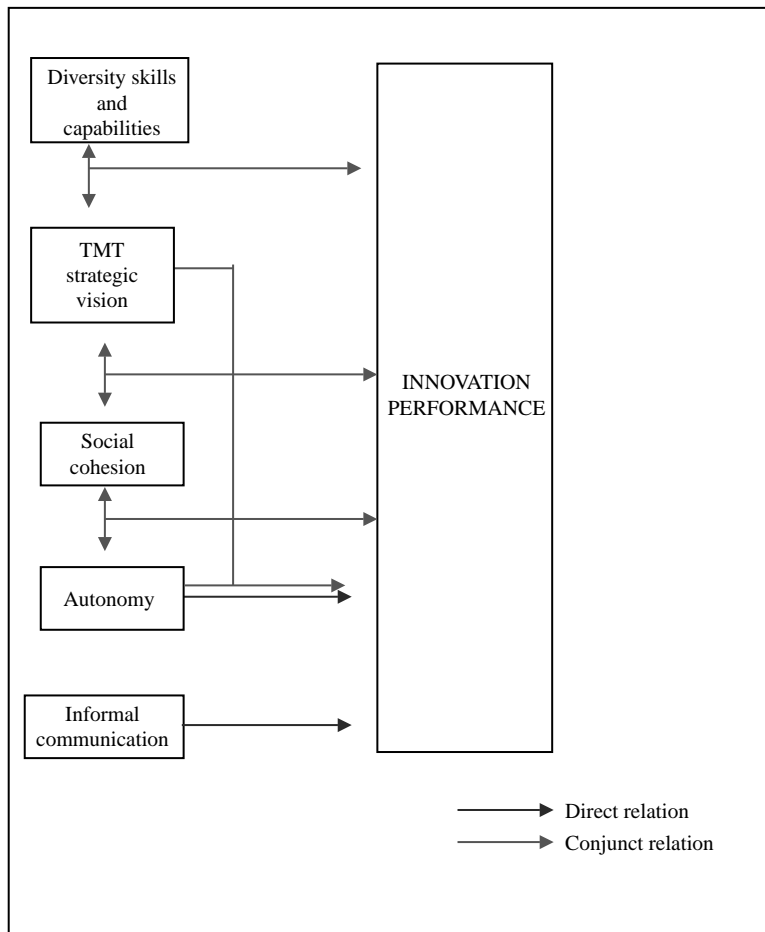 Diversity skills
and
capabilities
TMT
strategic
vision
INNOVATION
PERFORMANCE
Social
cohesion
Autonomy
Informal
communication
Direct relation
Conjunct relation